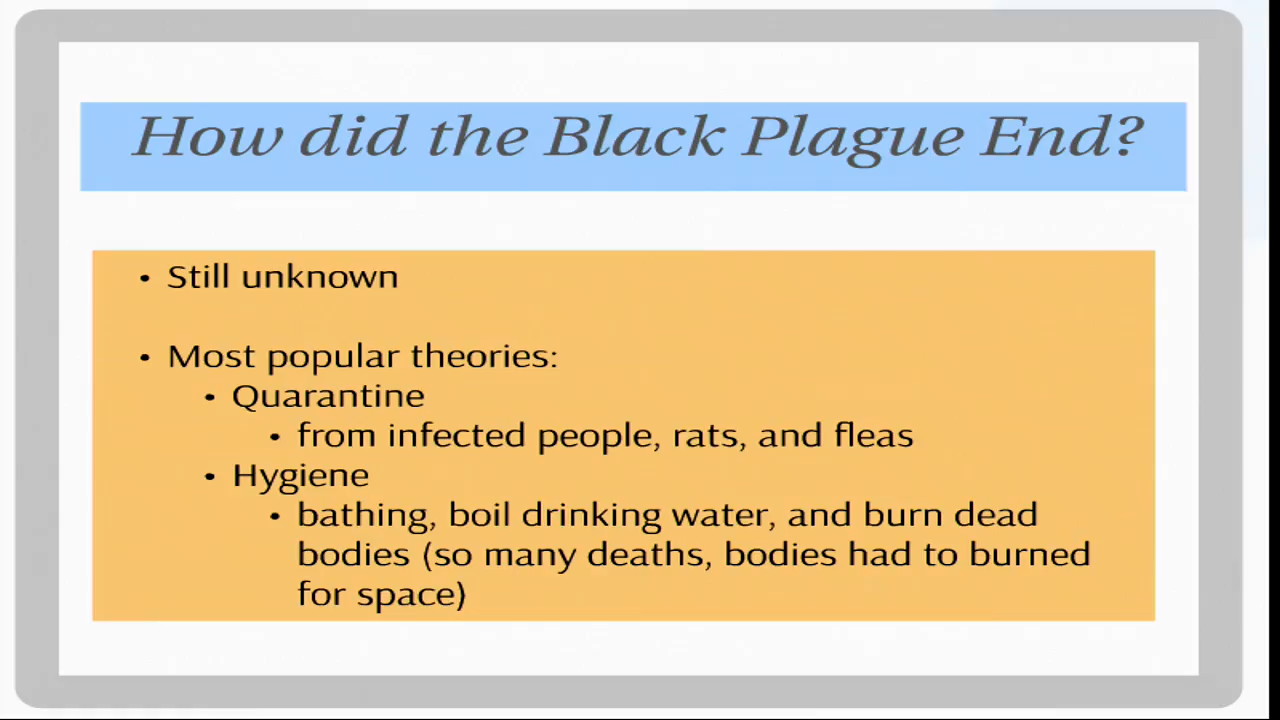 How did the Black Plague End?
• Still unknown
• Most popular theories:
• Quarantine
• from infected people, rats, and fleas
• Hygiene
• bathing, boil drinking water, and burn dead
bodies (so many deaths, bodies had to burned
for space)